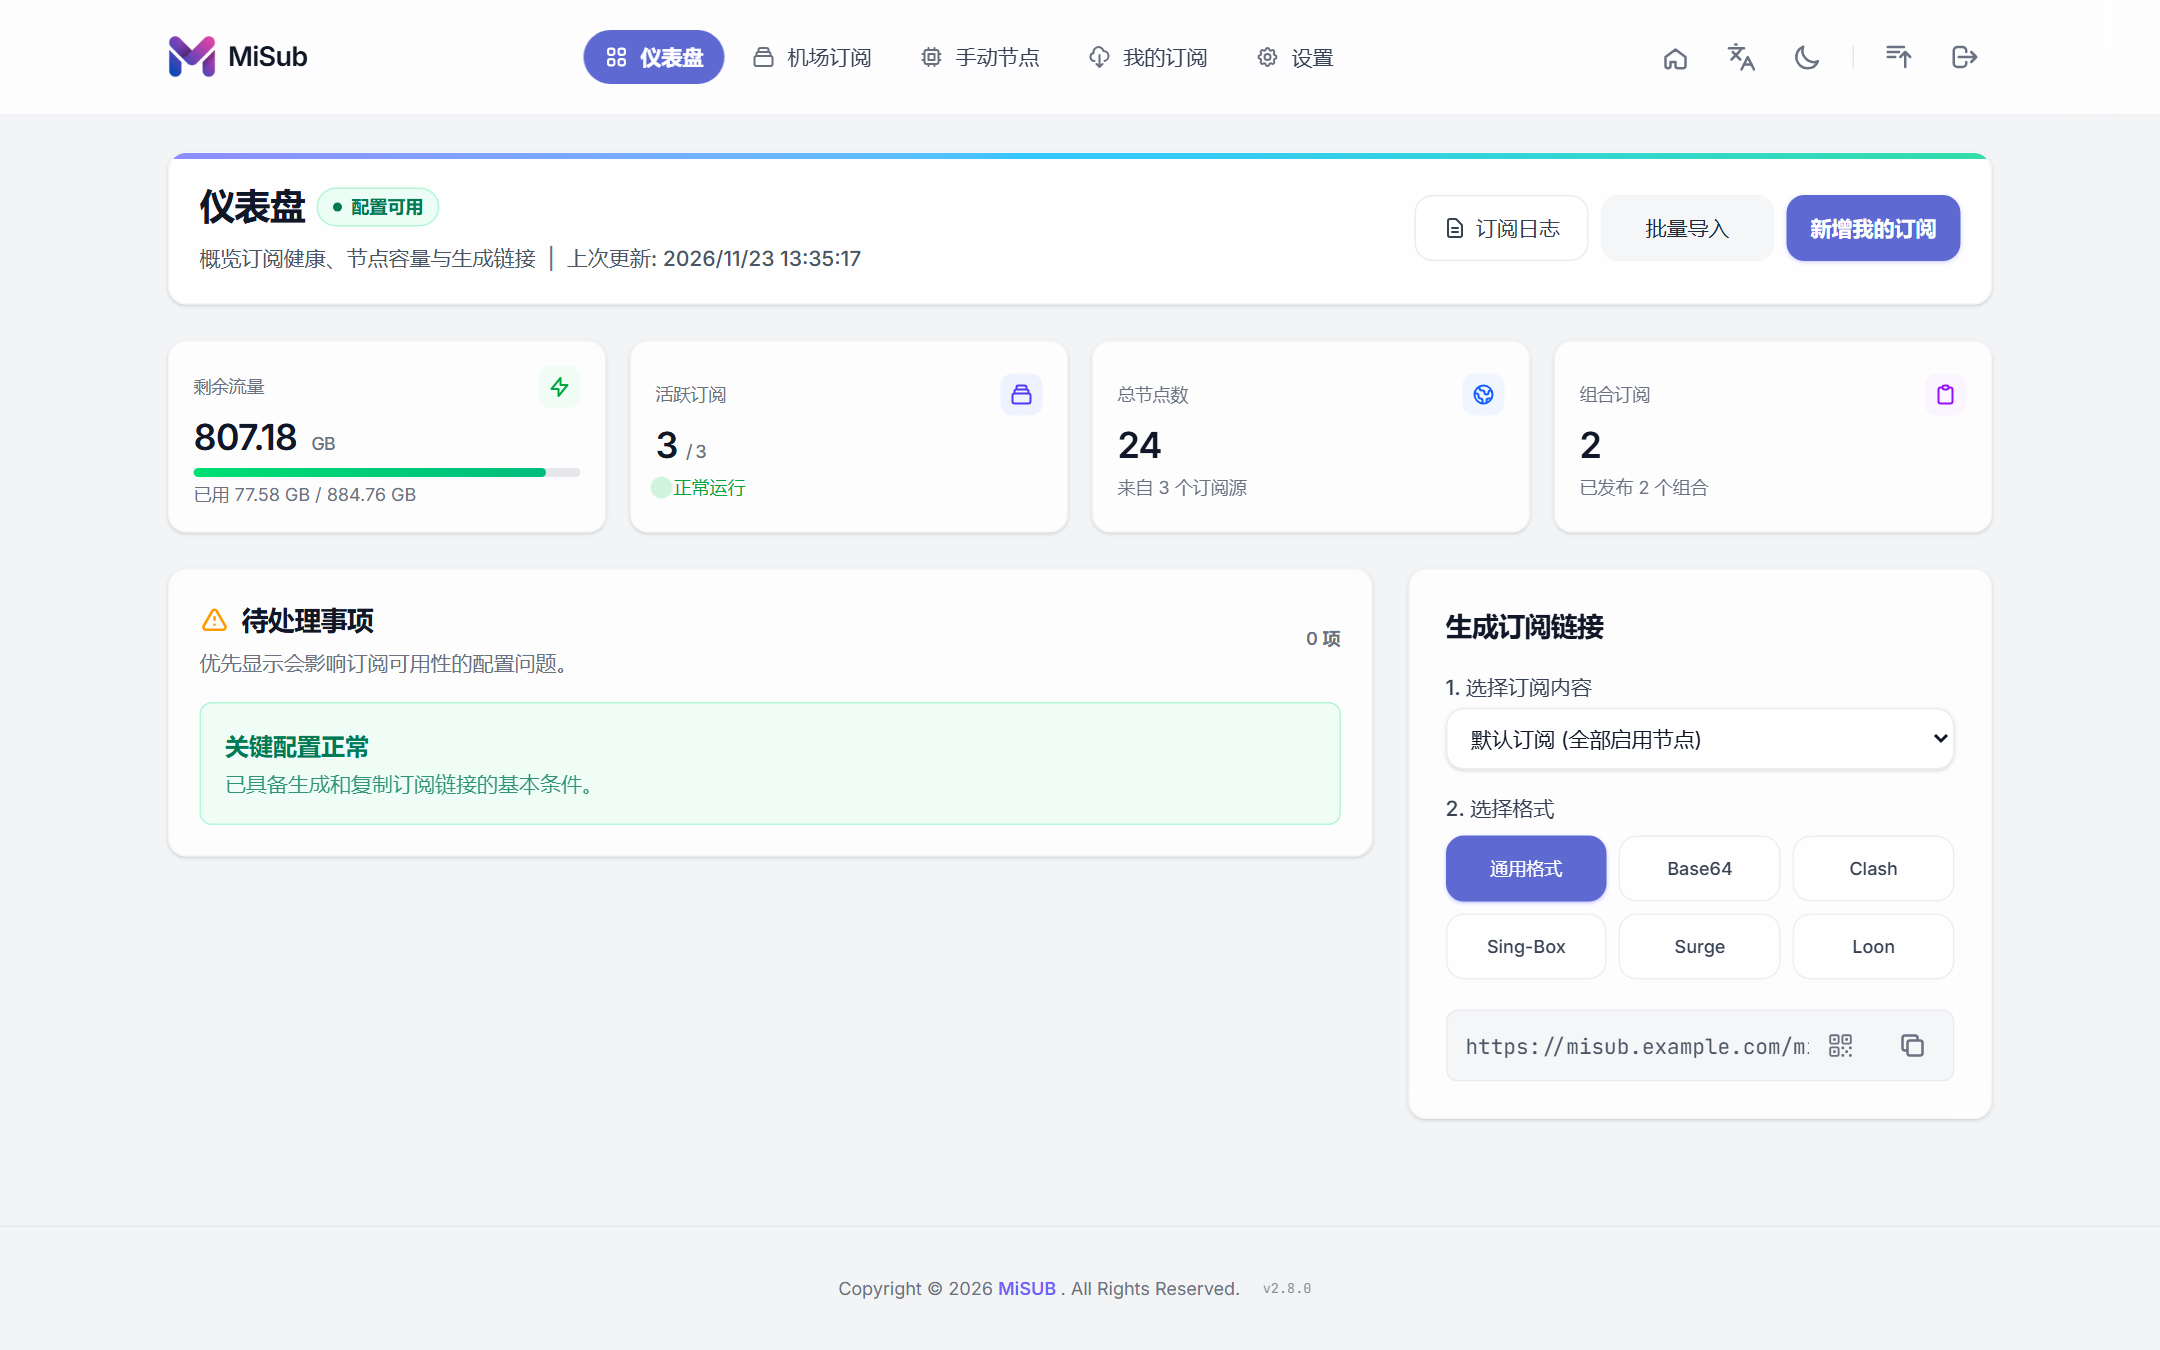 MiSub
仪表盘
机场订阅
手动节点
我的订阅
设置
仪表盘
配置可用
概览订阅健康、节点容量与生成链接 | 上次更新: 2026/11/23 13:35:17
订阅日志
批量导入
新增我的订阅
剩余流量
807.18 GB
已用 77.58 GB / 884.76 GB
活跃订阅
3 / 3
正常运行
总节点数
24
来自 3 个订阅源
组合订阅
2
已发布 2 个组合
待处理事项
优先显示会影响订阅可用性的配置问题。
0 项
关键配置正常
已具备生成和复制订阅链接的基本条件。
生成订阅链接
1. 选择订阅内容
默认订阅 (全部启用节点)
2. 选择格式
通用格式
Base64
Clash
Sing-Box
Surge
Loon
https://misub.example.com/m
Copyright © 2026 MiSUB . All Rights Reserved. v2.8.0